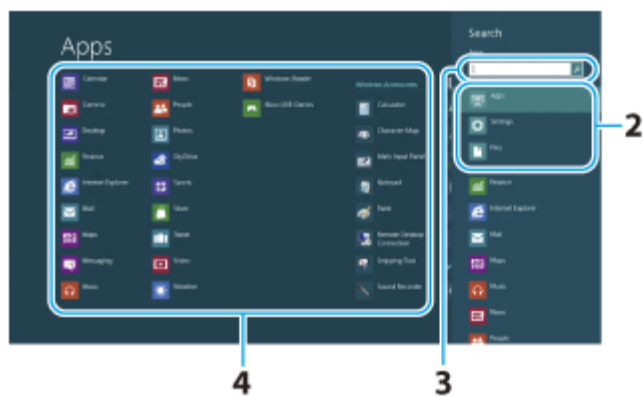 Apps
Calendar
Camera
Desktop
Finance
Internet Explorer
Mail
Maps
Messaging
Music
News
People
Photos
SkyDrive
Sports
Store
Travel
Video
Weather
Windows Reader
Xbox LIVE Games
Windows Accessories
Calculator
Character Map
Math Input Panel
Notepad
Paint
Remote Desktop
Connection
Snipping Tool
Sound Recorder
Search
Apps
Apps
Settings
Files
Finance
Internet Explorer
Mail
Maps
Music
News
People
2
3
4